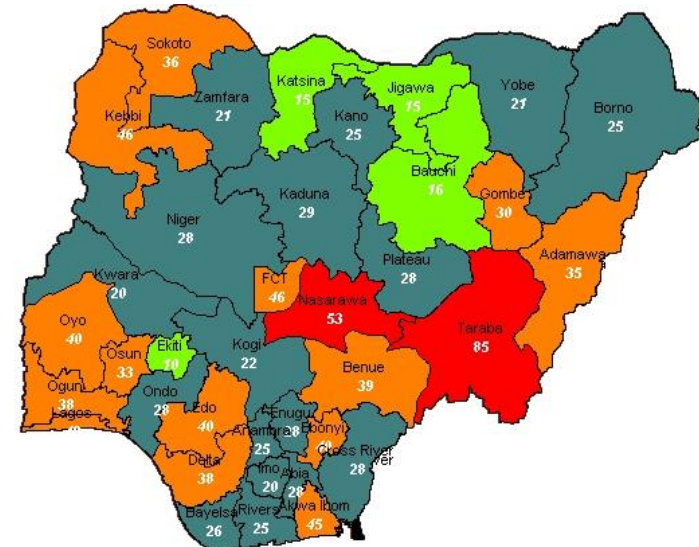 Sokoto
36
Katsina
15
Jigawa
15
Yobe
21
Borno
25
Zamfara
21
Kano
25
Kebbi
46
Bauchi
16
Gombe
30
Kaduna
29
Niger
28
Adamawa
35
Plateau
28
FCT
46
Kwara
20
Nasarawa
53
Taraba
85
Oyo
40
Ekiti
10
Osun
33
Kogi
22
Benue
39
Ogun
38
Lagos
Ondo
28
Edo
40
Enugu
28
Anambra
25
Ebonyi
Cross River
28
Delta
38
Imo
20
Abia
28
Bayelsa
26
Rivers
25
Akwa Ibom
45